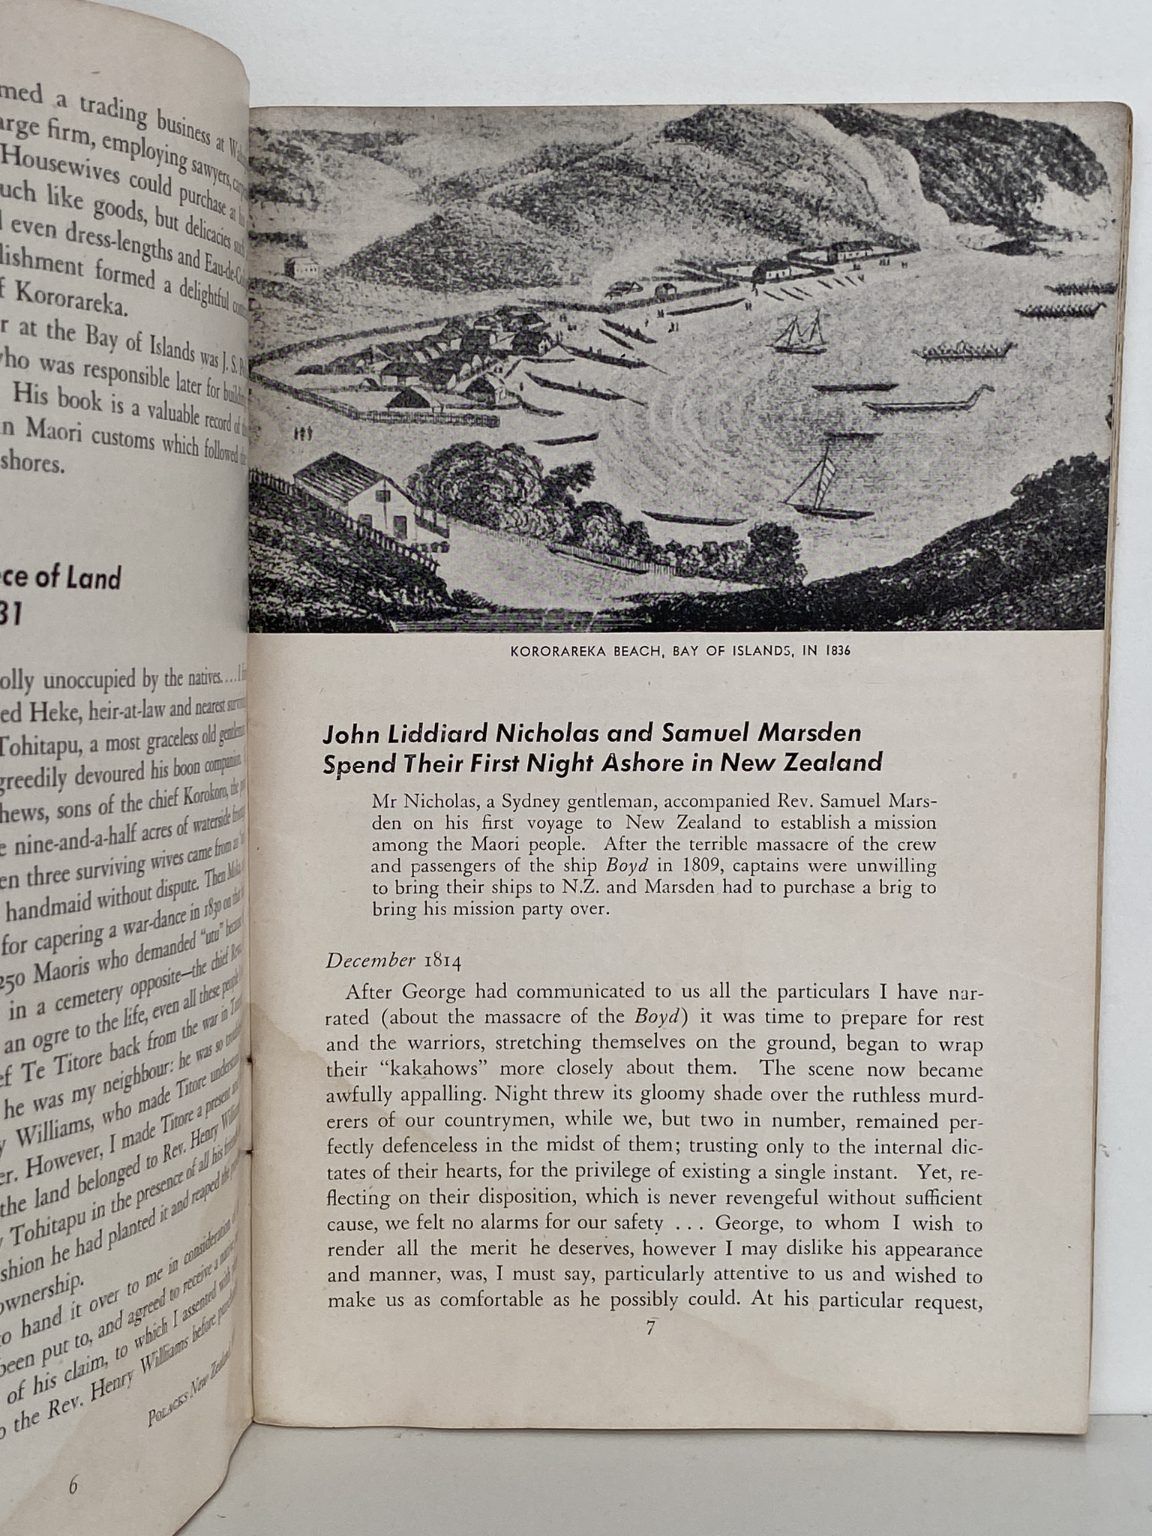 med a trading business at
arge firm, employing sawyers,
Housewives could purchase at
uch like goods, but delicacies such
l even dress-lengths and Eau-de-Co
lishment formed a delightful
f Kororareka.
r at the Bay of Islands was J. S.
who was responsible later for
His book is a valuable record of
n Maori customs which followed
shores.
ce of Land
31
olly unoccupied by the natives....I
ed Heke, heir-at-law and nearest
Tohitapu, a most graceless old
greedily devoured his boon companion.
hews, sons of the chief Korokoro, the
e nine-and-a-half acres of waterside
en three surviving wives came from
handmaid without dispute. Then
for capering a war-dance in 1830 on
250 Maoris who demanded "utu"
in a cemetery opposite—the chief
an ogre to the life, even all these people
ef Te Titore back from the war in
he was my neighbour: he was so
y Williams, who made Titore
er. However, I made Titore a present
the land belonged to Rev. Henry
y Tohitapu in the presence of all his
shion he had planted it and reaped the
ownership.
to hand it over to me in consideration
been put to, and agreed to receive a
of his claim, to which I assented with
o the Rev. Henry Williams before
Polack's New Zealand
6
KORORAREKA BEACH, BAY OF ISLANDS, IN 1836
John Liddiard Nicholas and Samuel Marsden
Spend Their First Night Ashore in New Zealand
Mr Nicholas, a Sydney gentleman, accompanied Rev. Samuel Mars-
den on his first voyage to New Zealand to establish a mission
among the Maori people. After the terrible massacre of the crew
and passengers of the ship Boyd in 1809, captains were unwilling
to bring their ships to N.Z. and Marsden had to purchase a brig to
bring his mission party over.
December 1814
After George had communicated to us all the particulars I have nar-
rated (about the massacre of the Boyd) it was time to prepare for rest
and the warriors, stretching themselves on the ground, began to wrap
their "kakahows" more closely about them. The scene now became
awfully appalling. Night threw its gloomy shade over the ruthless murd-
erers of our countrymen, while we, but two in number, remained per-
fectly defenceless in the midst of them; trusting only to the internal dic-
tates of their hearts, for the privilege of existing a single instant. Yet, re-
flecting on their disposition, which is never revengeful without sufficient
cause, we felt no alarms for our safety . . . George, to whom I wish to
render all the merit he deserves, however I may dislike his appearance
and manner, was, I must say, particularly attentive to us and wished to
make us as comfortable as he possibly could. At his particular request,
7